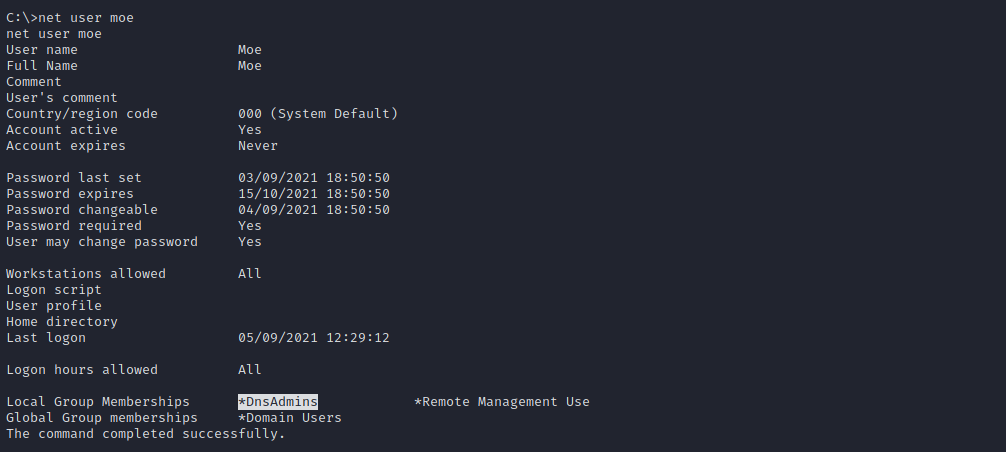 C:\>net user moe
net user moe
User name                    Moe
Full Name                    Moe
Comment
User's comment
Country/region code          000 (System Default)
Account active               Yes
Account expires              Never

Password last set            03/09/2021 18:50:50
Password expires             15/10/2021 18:50:50
Password changeable          04/09/2021 18:50:50
Password required            Yes
User may change password     Yes

Workstations allowed         All
Logon script
User profile
Home directory
Last logon                   05/09/2021 12:29:12

Logon hours allowed          All

Local Group Memberships      *DnsAdmins            *Remote Management Use
Global Group memberships     *Domain Users
The command completed successfully.